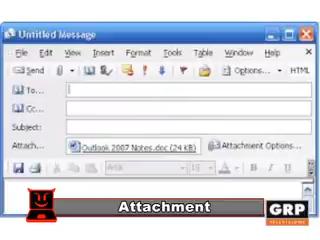 Untitled Message
File Edit View Insert Format Tools Table Window Help
Send Options... HTML
To...
Cc...
Subject:
Attach... Outlook 2007 Notes.doc (24 KB) Attachment Options...
Arial B I U
Attachment
GRP